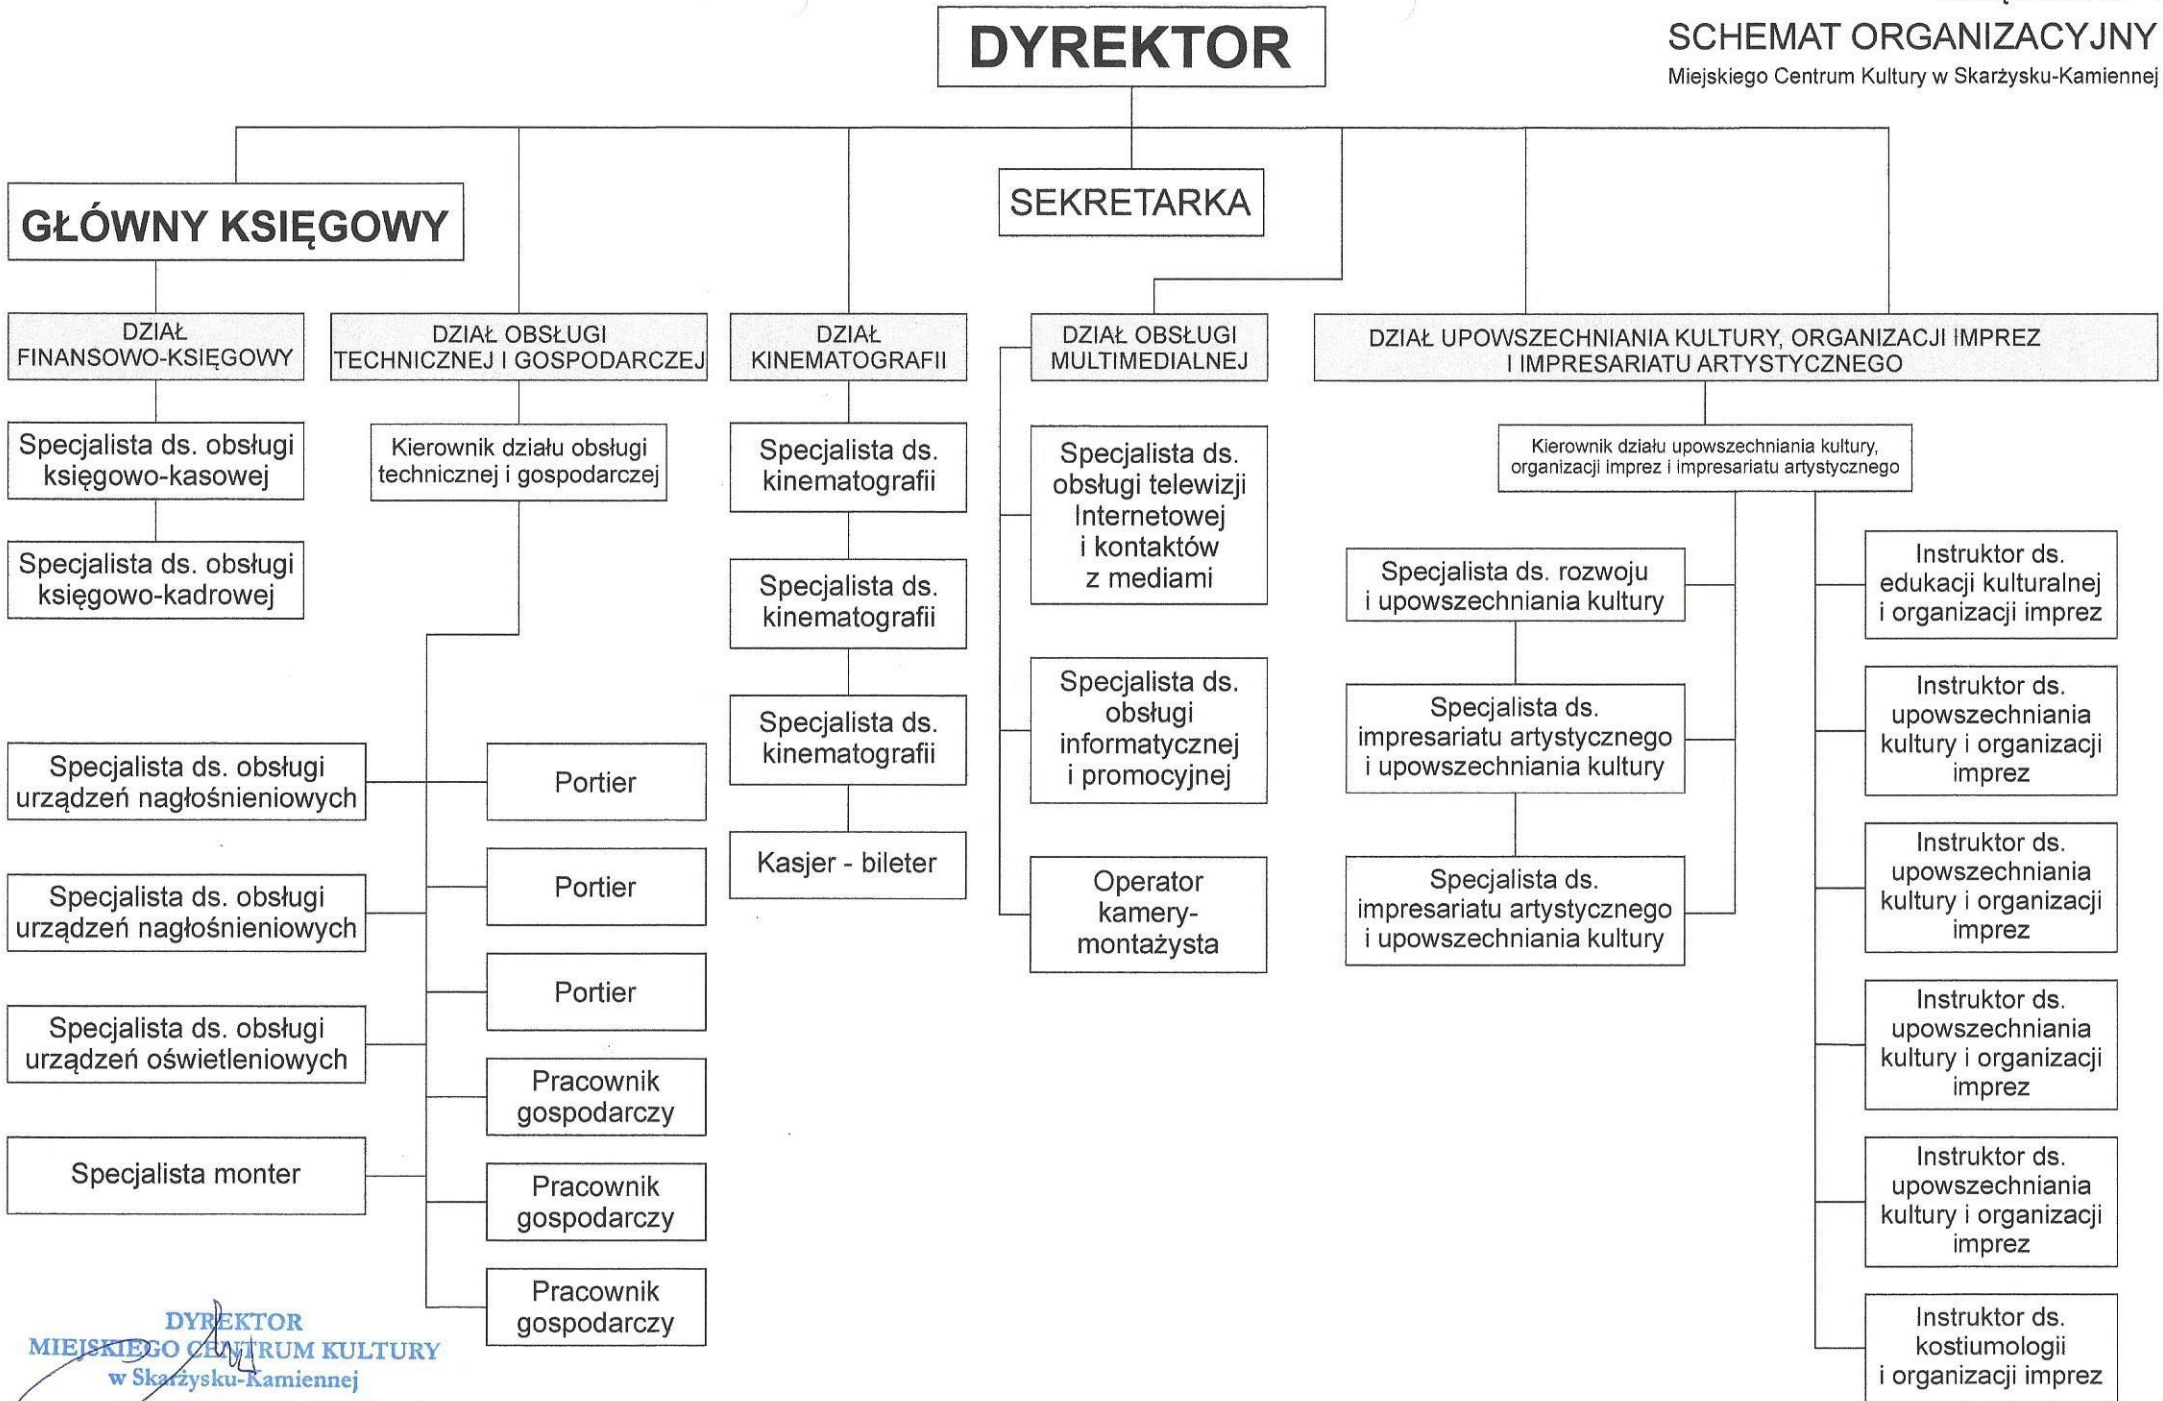 DYREKTOR
SCHEMAT ORGANIZACYJNY
Miejskiego Centrum Kultury w Skarżysku-Kamiennej
GŁÓWNY KSIĘGOWY
SEKRETARKA
DZIAŁ
FINANSOWO-KSIĘGOWY
Specjalista ds. obsługi
księgowo-kasowej
Specjalista ds. obsługi
księgowo-kadrowej
DZIAŁ OBSŁUGI
TECHNICZNEJ I GOSPODARCZEJ
Kierownik działu obsługi
technicznej i gospodarczej
Specjalista ds. obsługi
urządzeń nagłośnieniowych
Specjalista ds. obsługi
urządzeń nagłośnieniowych
Specjalista ds. obsługi
urządzeń oświetleniowych
Specjalista monter
Portier
Portier
Portier
Pracownik
gospodarczy
Pracownik
gospodarczy
Pracownik
gospodarczy
DZIAŁ
KINEMATOGRAFII
Specjalista ds.
kinematografii
Specjalista ds.
kinematografii
Specjalista ds.
kinematografii
Kasjer - bileter
DZIAŁ OBSŁUGI
MULTIMEDIALNEJ
Specjalista ds.
obsługi telewizji
Internetowej
i kontaktów
z mediami
Specjalista ds.
obsługi
informatycznej
i promocyjnej
Operator
kamery-
montażysta
DZIAŁ UPOWSZECHNIANIA KULTURY, ORGANIZACJI IMPREZ
I IMPRESARIATU ARTYSTYCZNEGO
Kierownik działu upowszechniania kultury,
organizacji imprez i impresariatu artystycznego
Specjalista ds. rozwoju
i upowszechniania kultury
Specjalista ds.
impresariatu artystycznego
i upowszechniania kultury
Specjalista ds.
impresariatu artystycznego
i upowszechniania kultury
Instruktor ds.
edukacji kulturalnej
i organizacji imprez
Instruktor ds.
upowszechniania
kultury i organizacji
imprez
Instruktor ds.
upowszechniania
kultury i organizacji
imprez
Instruktor ds.
upowszechniania
kultury i organizacji
imprez
Instruktor ds.
upowszechniania
kultury i organizacji
imprez
Instruktor ds.
kostiumologii
i organizacji imprez
DYREKTOR
MIEJSKIEGO CENTRUM KULTURY
w Skarżysku-Kamiennej